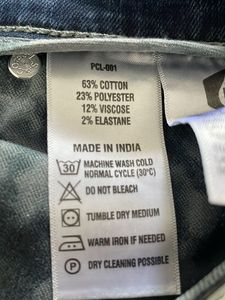 PCL-001
63% COTTON
23% POLYESTER
12% VISCOSE
2% ELASTANE
MADE IN INDIA
30 MACHINE WASH COLD
NORMAL CYCLE (30°C)
DO NOT BLEACH
TUMBLE DRY MEDIUM
WARM IRON IF NEEDED
P DRY CLEANING POSSIBLE